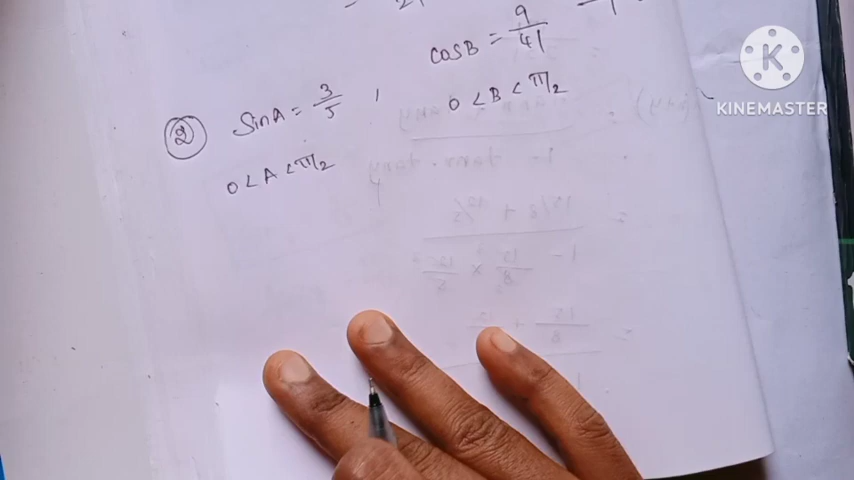 cosB = 9/41
② SinA = 3/5 , 0 < B < π/2
0 < A < π/2
KINEMASTER